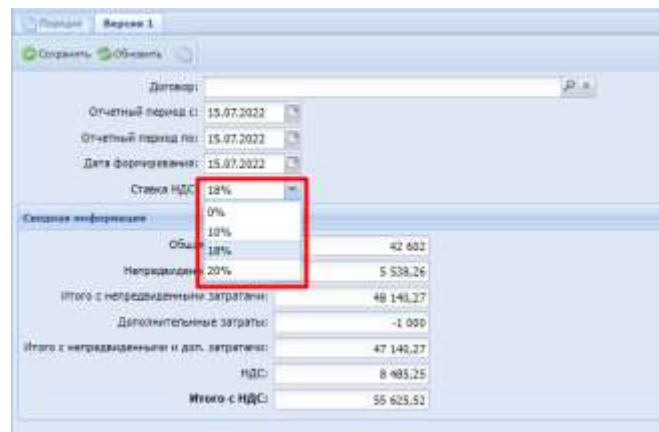 Позиции Версия 1
Сохранить Обновить
Договор:
Отчетный период с: 15.07.2022
Отчетный период по: 15.07.2022
Дата формирования: 15.07.2022
Ставка НДС: 18%
0%
10%
18%
20%
Сводная информация
42 602
Непредвиден 5 538,26
Итого с непредвиденными затратами: 48 140,27
Дополнительные затраты: -1 000
Итого с непредвиденными и доп. затратами: 47 140,27
НДС: 8 485,25
Итого с НДС: 55 625,52